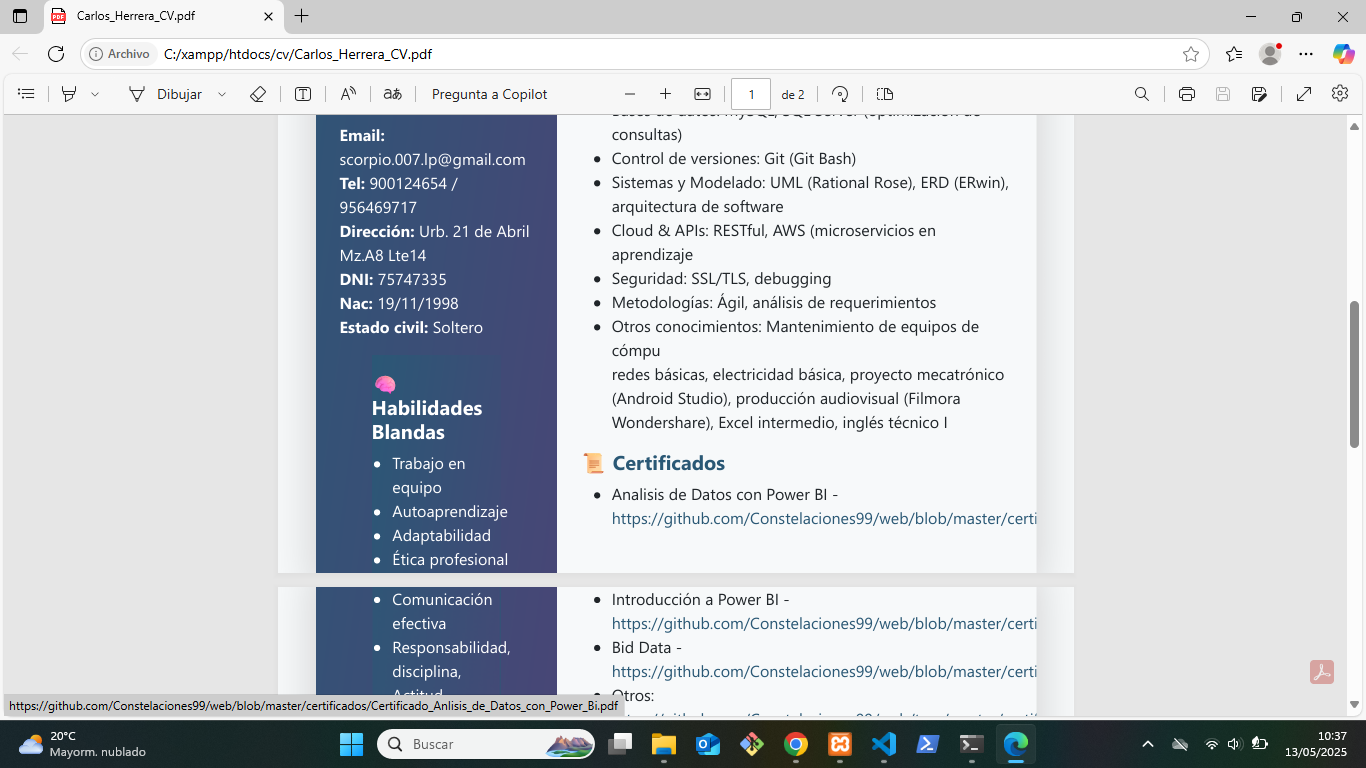 Carlos_Herrera_CV.pdf
Archivo
C:/xampp/htdocs/cv/Carlos_Herrera_CV.pdf
Dibujar
aあ
Pregunta a Copilot
1
de 2
Email:
scorpio.007.lp@gmail.com
Tel: 900124654 /
956469717
Dirección: Urb. 21 de Abril
Mz.A8 Lte14
DNI: 75747335
Nac: 19/11/1998
Estado civil: Soltero
Habilidades
Blandas
Trabajo en
equipo
Autoaprendizaje
Adaptabilidad
Ética profesional
Comunicación
efectiva
Responsabilidad,
disciplina,
Actitud
consultas)
Control de versiones: Git (Git Bash)
Sistemas y Modelado: UML (Rational Rose), ERD (ERwin),
arquitectura de software
Cloud & APIs: RESTful, AWS (microservicios en
aprendizaje
Seguridad: SSL/TLS, debugging
Metodologías: Ágil, análisis de requerimientos
Otros conocimientos: Mantenimiento de equipos de
cómpu
redes básicas, electricidad básica, proyecto mecatrónico
(Android Studio), producción audiovisual (Filmora
Wondershare), Excel intermedio, inglés técnico I
Certificados
Analisis de Datos con Power BI -
https://github.com/Constelaciones99/web/blob/master/certi
Introducción a Power BI -
https://github.com/Constelaciones99/web/blob/master/certi
Bid Data -
https://github.com/Constelaciones99/web/blob/master/certi
Otros:
https://github.com/Constelaciones99/web/blob/master/certificados/Certificado_Anlisis_de_Datos_con_Power_Bi.pdf
20°C
Mayorm. nublado
Buscar
10:37
13/05/2025